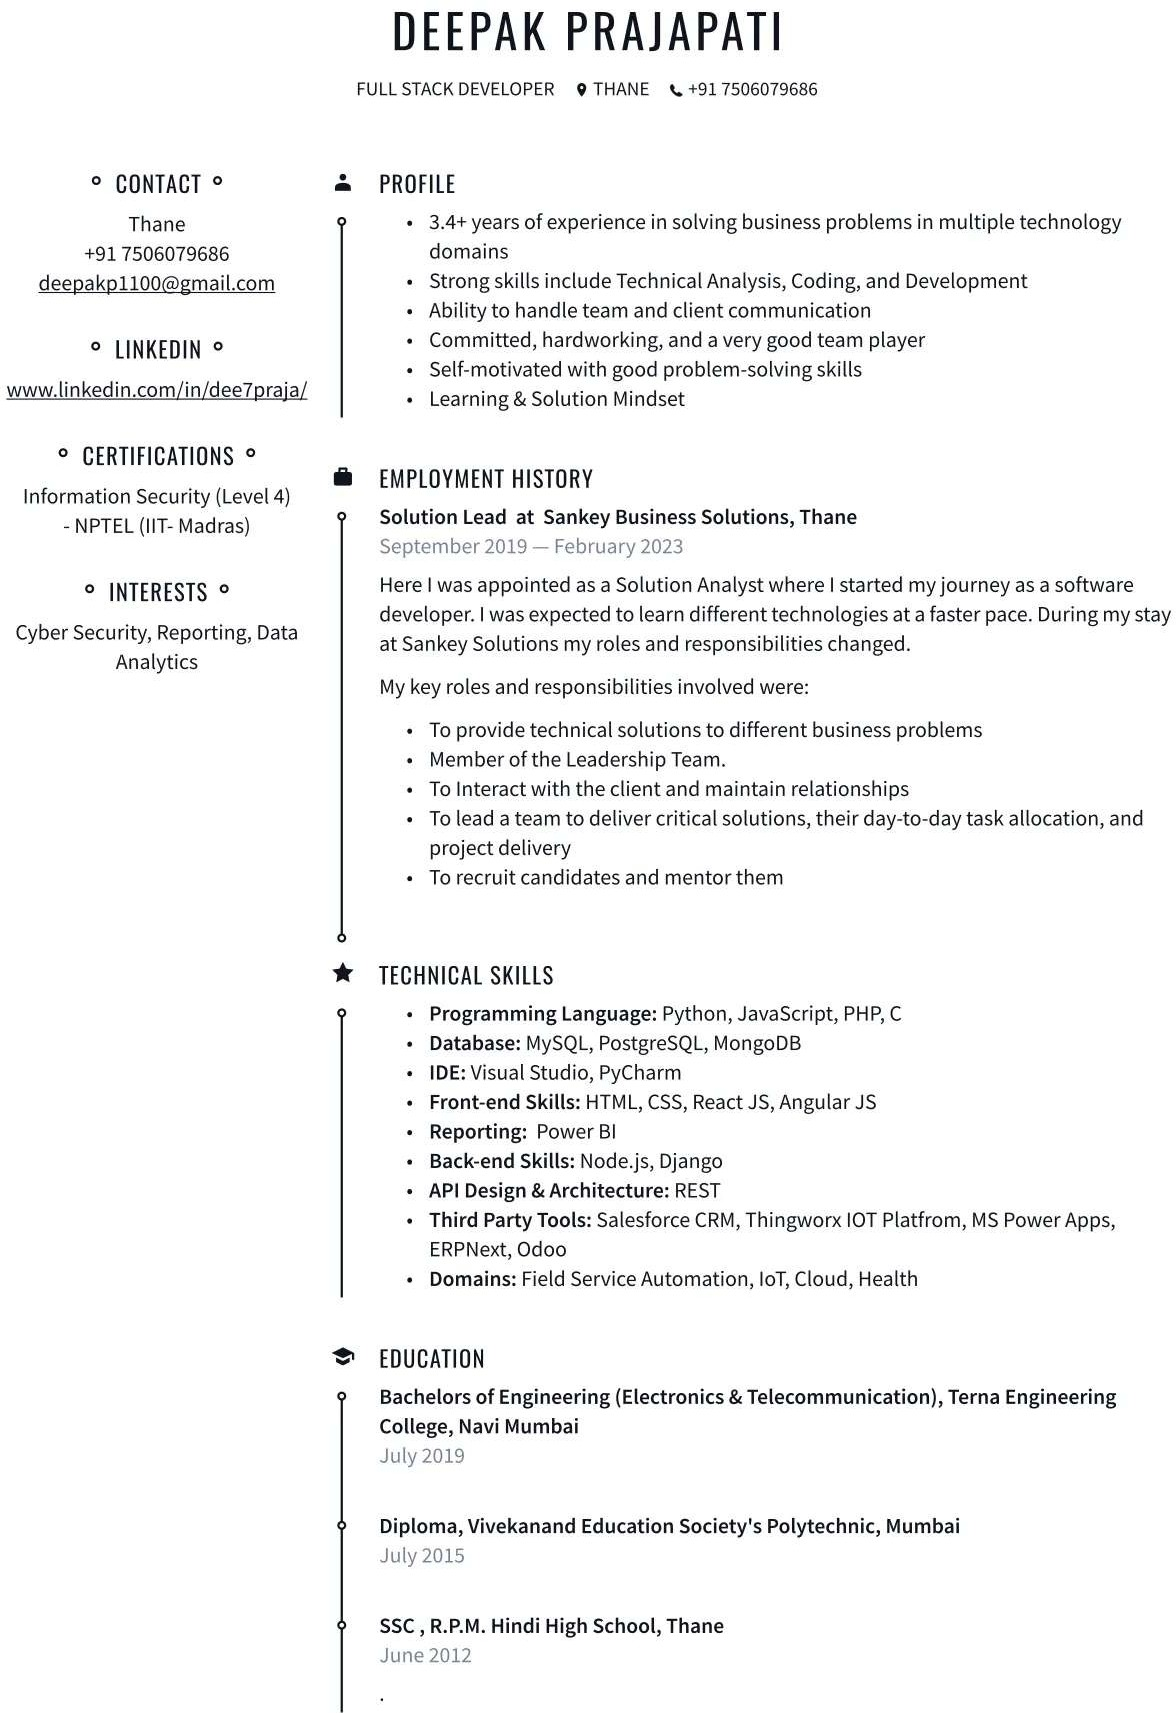 DEEPAK PRAJAPATI
FULL STACK DEVELOPER THANE +91 7506079686
CONTACT
Thane
+91 7506079686
deepakp1100@gmail.com
LINKEDIN
www.linkedin.com/in/dee7praja/
CERTIFICATIONS
Information Security (Level 4)
- NPTEL (IIT- Madras)
INTERESTS
Cyber Security, Reporting, Data
Analytics
PROFILE
• 3.4+ years of experience in solving business problems in multiple technology
domains
• Strong skills include Technical Analysis, Coding, and Development
• Ability to handle team and client communication
• Committed, hardworking, and a very good team player
• Self-motivated with good problem-solving skills
• Learning & Solution Mindset
EMPLOYMENT HISTORY
Solution Lead at Sankey Business Solutions, Thane
September 2019 — February 2023
Here I was appointed as a Solution Analyst where I started my journey as a software
developer. I was expected to learn different technologies at a faster pace. During my stay
at Sankey Solutions my roles and responsibilities changed.
My key roles and responsibilities involved were:
• To provide technical solutions to different business problems
• Member of the Leadership Team.
• To Interact with the client and maintain relationships
• To lead a team to deliver critical solutions, their day-to-day task allocation, and
project delivery
• To recruit candidates and mentor them
TECHNICAL SKILLS
• Programming Language: Python, JavaScript, PHP, C
• Database: MySQL, PostgreSQL, MongoDB
• IDE: Visual Studio, PyCharm
• Front-end Skills: HTML, CSS, React JS, Angular JS
• Reporting: Power BI
• Back-end Skills: Node.js, Django
• API Design & Architecture: REST
• Third Party Tools: Salesforce CRM, Thingworx IOT Platfrom, MS Power Apps,
ERPNext, Odoo
• Domains: Field Service Automation, IoT, Cloud, Health
EDUCATION
Bachelors of Engineering (Electronics & Telecommunication), Terna Engineering
College, Navi Mumbai
July 2019
Diploma, Vivekanand Education Society's Polytechnic, Mumbai
July 2015
SSC , R.P.M. Hindi High School, Thane
June 2012
.